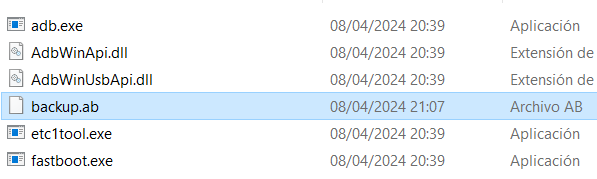 adb.exe 08/04/2024 20:39 Aplicación
AdbWinApi.dll 08/04/2024 20:39 Extensión de
AdbWinUsbApi.dll 08/04/2024 20:39 Extensión de
backup.ab 08/04/2024 21:07 Archivo AB
etc1tool.exe 08/04/2024 20:39 Aplicación
fastboot.exe 08/04/2024 20:39 Aplicación